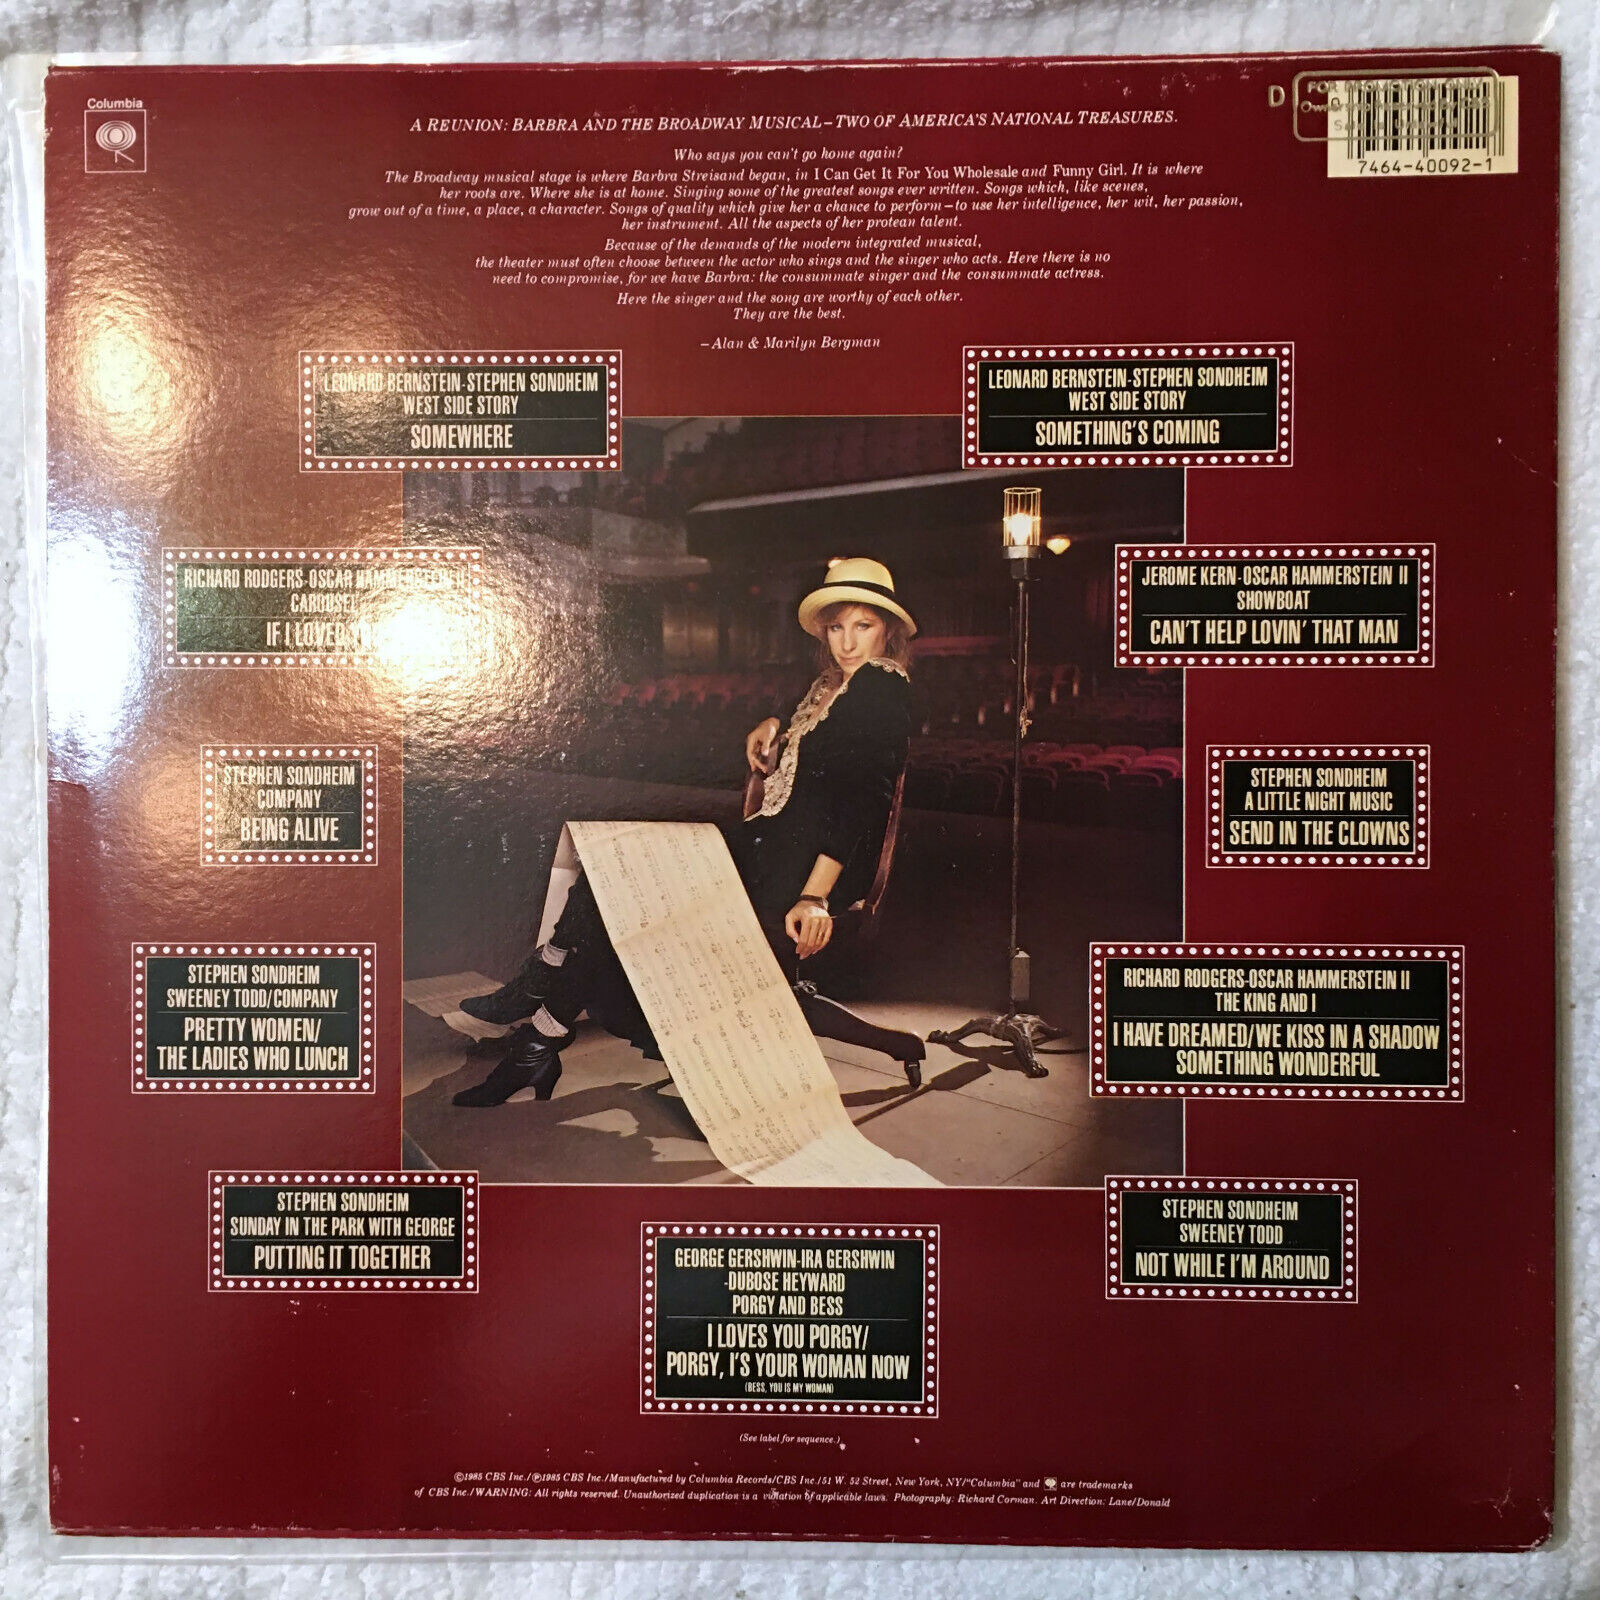 Columbia
D
FOR PROMOTION ONLY
7464-40092-1
A REUNION: BARBRA AND THE BROADWAY MUSICAL–TWO OF AMERICA'S NATIONAL TREASURES.
Who says you can't go home again?
The Broadway musical stage is where Barbra Streisand began, in I Can Get It For You Wholesale and Funny Girl. It is where
her roots are. Where she is at home. Singing some of the greatest songs ever written. Songs which, like scenes,
grow out of a time, a place, a character. Songs of quality which give her a chance to perform–to use her intelligence, her wit, her passion,
her instrument. All the aspects of her protean talent.
Because of the demands of the modern integrated musical,
the theater must often choose between the actor who sings and the singer who acts. Here there is no
need to compromise, for we have Barbra: the consummate singer and the consummate actress.
Here the singer and the song are worthy of each other.
They are the best.
–Alan & Marilyn Bergman
LEONARD BERNSTEIN-STEPHEN SONDHEIM
WEST SIDE STORY
SOMEWHERE
LEONARD BERNSTEIN-STEPHEN SONDHEIM
WEST SIDE STORY
SOMETHING'S COMING
RICHARD RODGERS-OSCAR HAMMERSTEIN II
CAROUSEL
IF I LOVED
JEROME KERN-OSCAR HAMMERSTEIN II
SHOWBOAT
CAN'T HELP LOVIN' THAT MAN
STEPHEN SONDHEIM
COMPANY
BEING ALIVE
STEPHEN SONDHEIM
A LITTLE NIGHT MUSIC
SEND IN THE CLOWNS
STEPHEN SONDHEIM
SWEENEY TODD/COMPANY
PRETTY WOMEN/
THE LADIES WHO LUNCH
RICHARD RODGERS-OSCAR HAMMERSTEIN II
THE KING AND I
I HAVE DREAMED/WE KISS IN A SHADOW
SOMETHING WONDERFUL
STEPHEN SONDHEIM
SUNDAY IN THE PARK WITH GEORGE
PUTTING IT TOGETHER
STEPHEN SONDHEIM
SWEENEY TODD
NOT WHILE I'M AROUND
GEORGE GERSHWIN-IRA GERSHWIN
-DUBOSE HEYWARD
PORGY AND BESS
I LOVES YOU PORGY/
PORGY, I'S YOUR WOMAN NOW
(BESS, YOU IS MY WOMAN)
(See label for sequence.)
©1985 CBS Inc./℗1985 CBS Inc./Manufactured by Columbia Records/CBS Inc./51 W. 52 Street, New York, NY/"Columbia" and are trademarks
of CBS Inc./WARNING: All rights reserved. Unauthorized duplication is a violation of applicable laws. Photography: Richard Corman. Art Direction: Lane/Donald